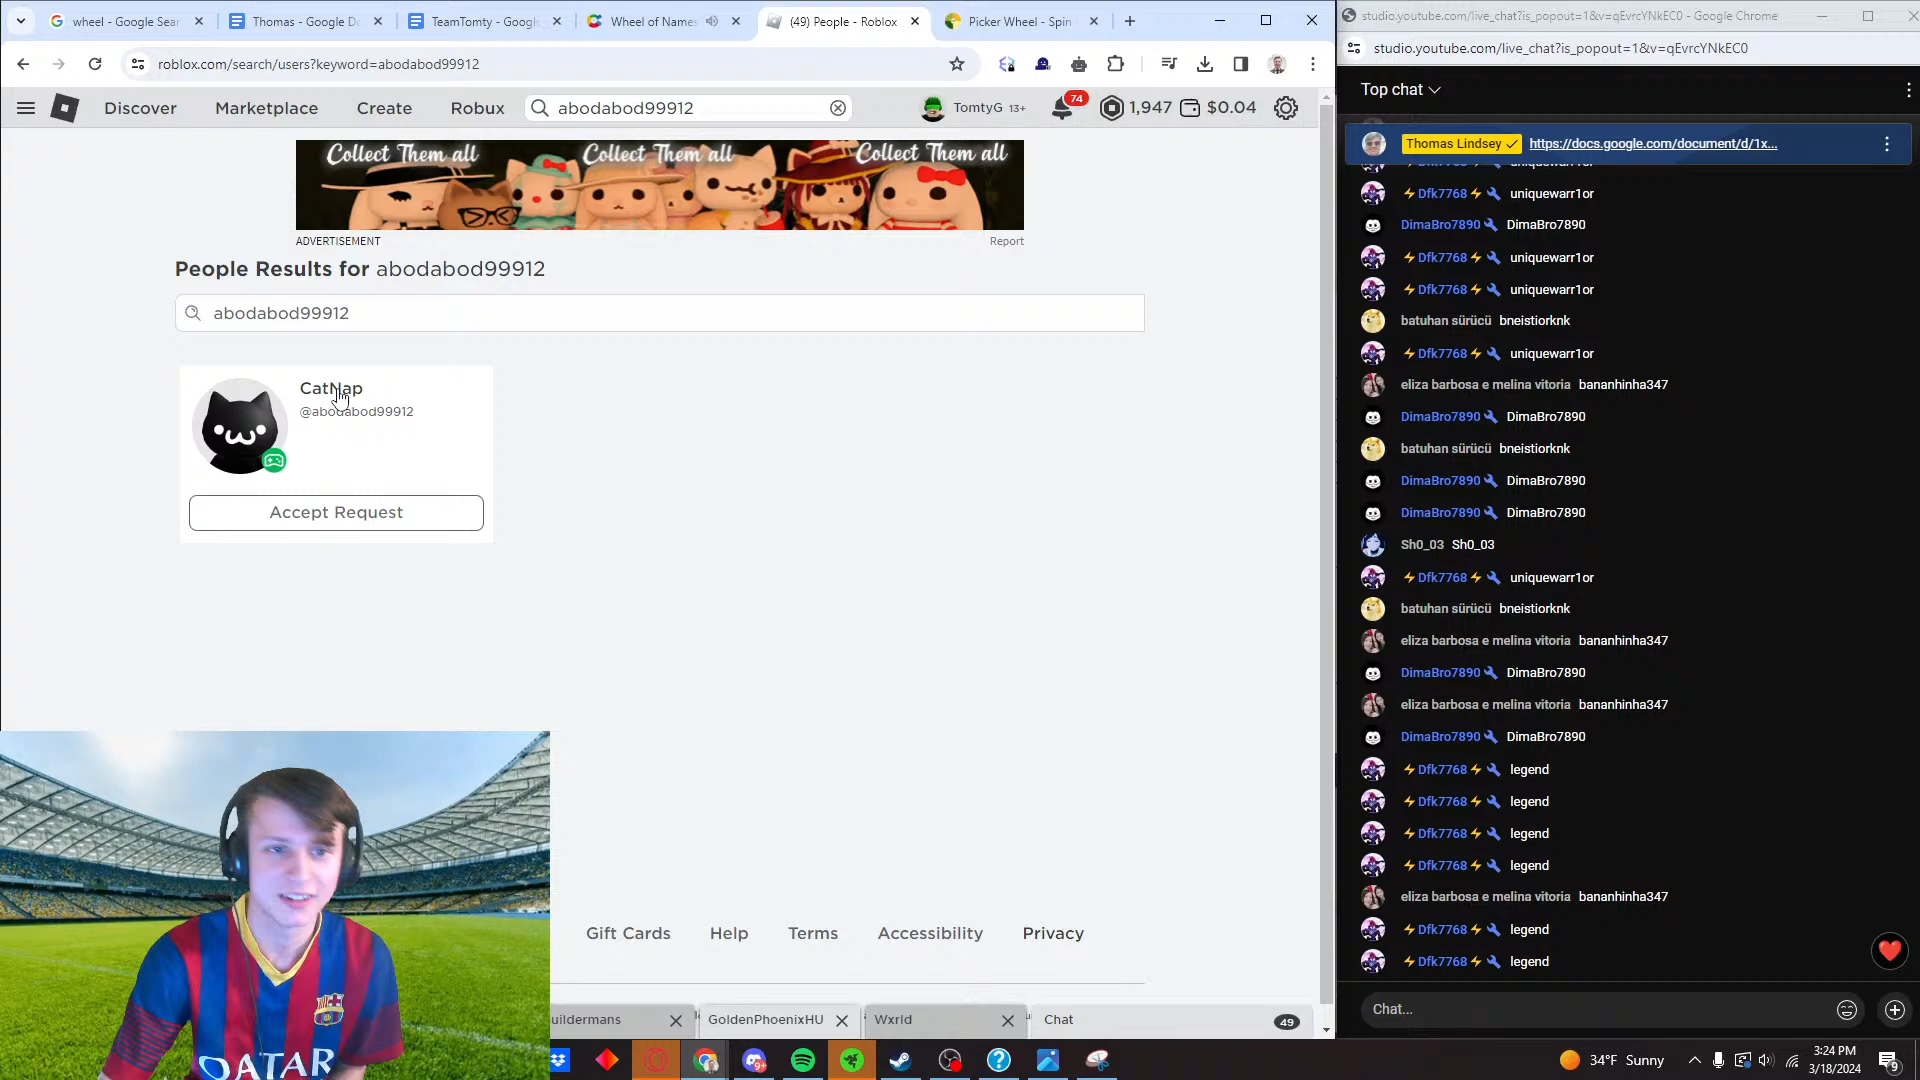 wheel - Google Sear
Thomas - Google Do
TeamTomty - Google
Wheel of Names
(49) People - Roblox
Picker Wheel - Spin
roblox.com/search/users?keyword=abodabod99912
Discover
Marketplace
Create
Robux
abodabod99912
TomtyG 13+
74
1,947
$0.04
Collect Them all
Collect Them all
Collect Them all
ADVERTISEMENT
Report
People Results for abodabod99912
abodabod99912
CatNap
@abodabod99912
Accept Request
Gift Cards
Help
Terms
Accessibility
Privacy
uildermans
GoldenPhoenixHU
Wxrld
Chat
49
QATAR
studio.youtube.com/live_chat?is_popout=1&v=qEvrcYNkEC0 - Google Chrome
studio.youtube.com/live_chat?is_popout=1&v=qEvrcYNkEC0
Top chat
Thomas Lindsey https://docs.google.com/document/d/1x...
⚡Dfk7768⚡ uniquewarr1or
DimaBro7890 DimaBro7890
⚡Dfk7768⚡ uniquewarr1or
⚡Dfk7768⚡ uniquewarr1or
batuhan sürücü bneistiorknk
⚡Dfk7768⚡ uniquewarr1or
eliza barbosa e melina vitoria bananhinha347
DimaBro7890 DimaBro7890
batuhan sürücü bneistiorknk
DimaBro7890 DimaBro7890
DimaBro7890 DimaBro7890
Sh0_03 Sh0_03
⚡Dfk7768⚡ uniquewarr1or
batuhan sürücü bneistiorknk
eliza barbosa e melina vitoria bananhinha347
DimaBro7890 DimaBro7890
eliza barbosa e melina vitoria bananhinha347
DimaBro7890 DimaBro7890
⚡Dfk7768⚡ legend
⚡Dfk7768⚡ legend
⚡Dfk7768⚡ legend
⚡Dfk7768⚡ legend
eliza barbosa e melina vitoria bananhinha347
⚡Dfk7768⚡ legend
⚡Dfk7768⚡ legend
Chat...
9+
34°F Sunny
3:24 PM
3/18/2024
9